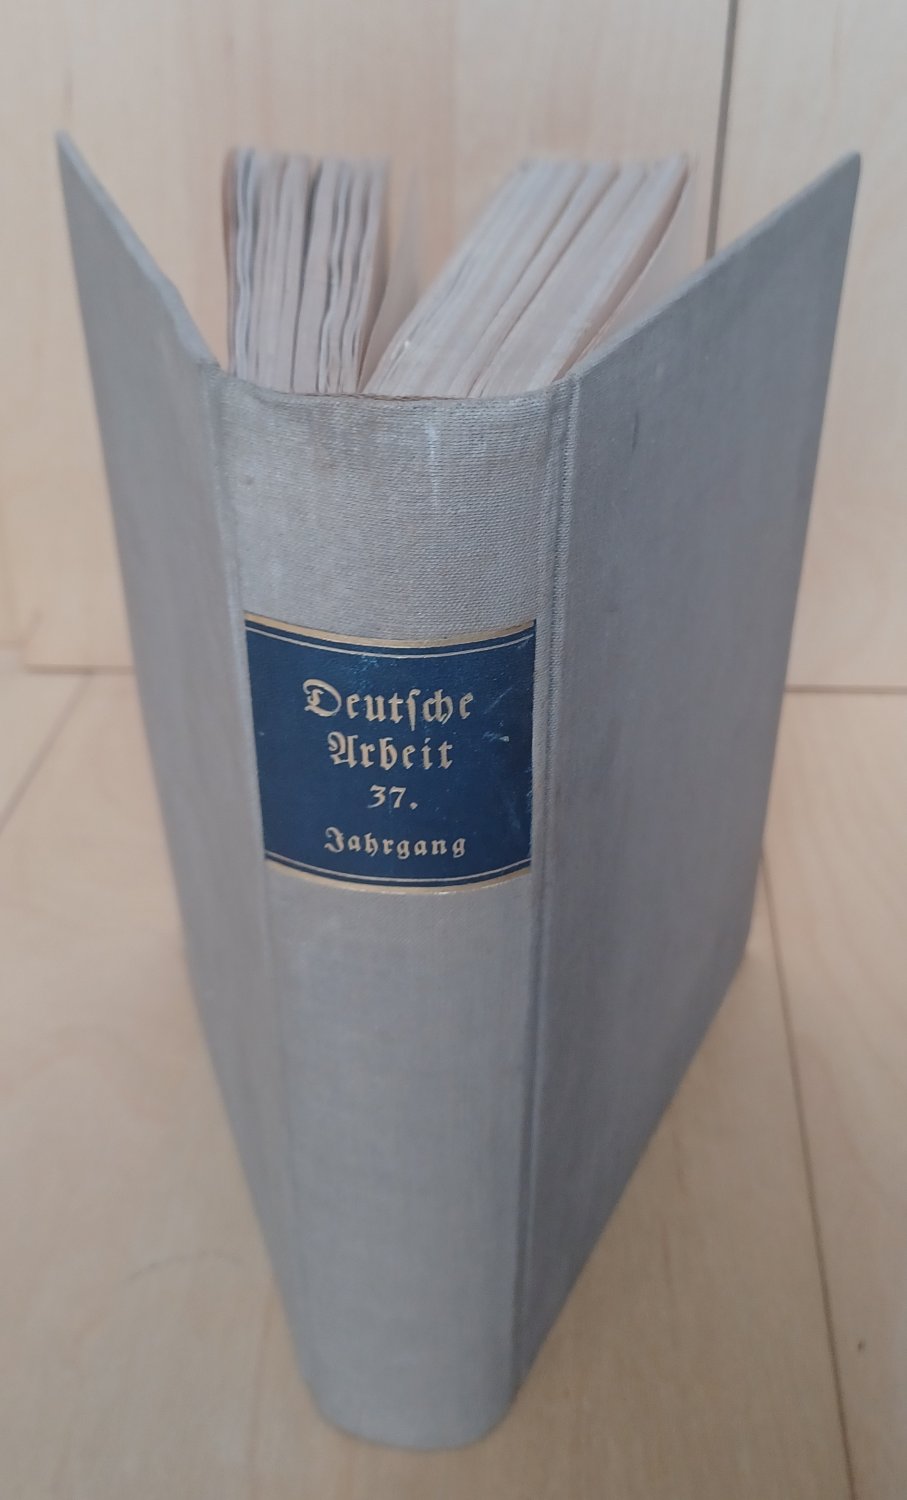 Deutſche
Arbeit
37.
Jahrgang